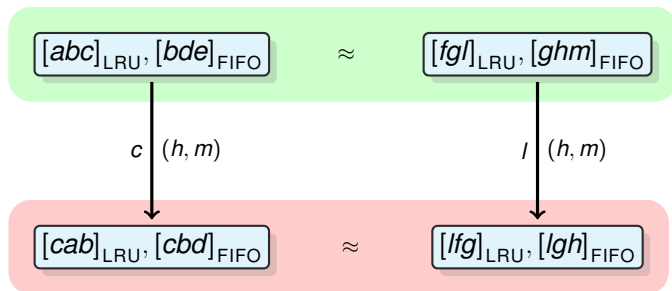 [abc]LRU, [bde]FIFO ≈ [fgl]LRU, [ghm]FIFO
c (h, m) l (h, m)
[cab]LRU, [cbd]FIFO ≈ [lfg]LRU, [lgh]FIFO